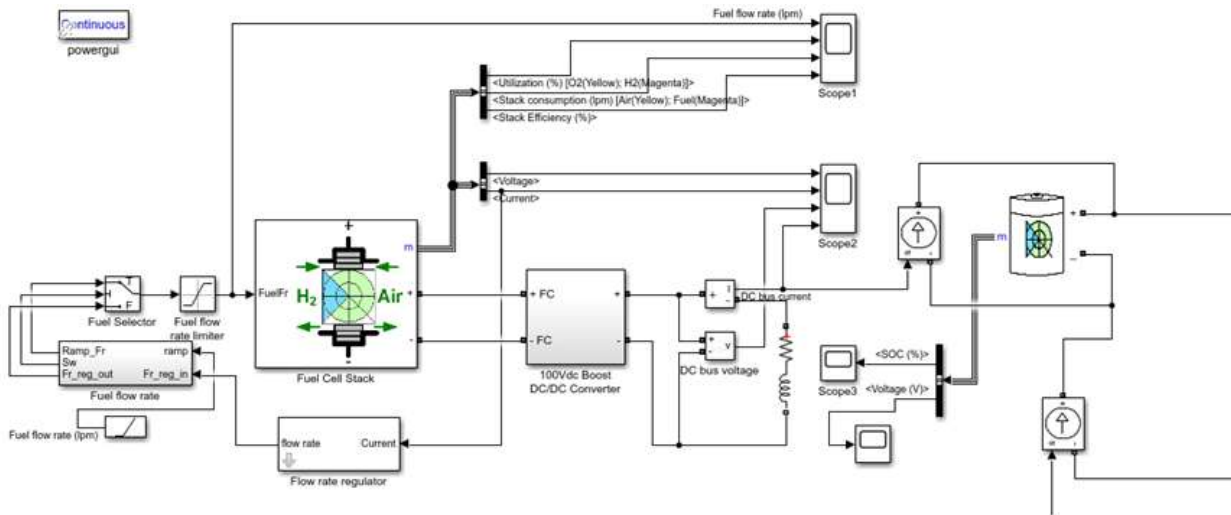 Continuous
powergui
Fuel flow rate (lpm)
<Utilization (%) [O2(Yellow); H2(Magenta)]>
<Stack consumption (lpm) [Air(Yellow); Fuel(Magenta)]>
<Stack Efficiency (%)>
Scope1
<Voltage>
<Current>
Scope2
m
FuelFr
H₂
Air
+
-
Fuel Cell Stack
T
F
Fuel Selector
Fuel flow
rate limiter
Ramp_Fr
ramp
Sw
Fr_reg_out
Fr_reg_in
Fuel flow rate
Fuel flow rate (lpm)
flow rate
Current
Flow rate regulator
+ FC
+
- FC
-
100Vdc Boost
DC/DC Converter
+
i
-
DC bus current
+
-
v
DC bus voltage
m
+
_
<SOC (%)>
Scope3
<Voltage (V)>